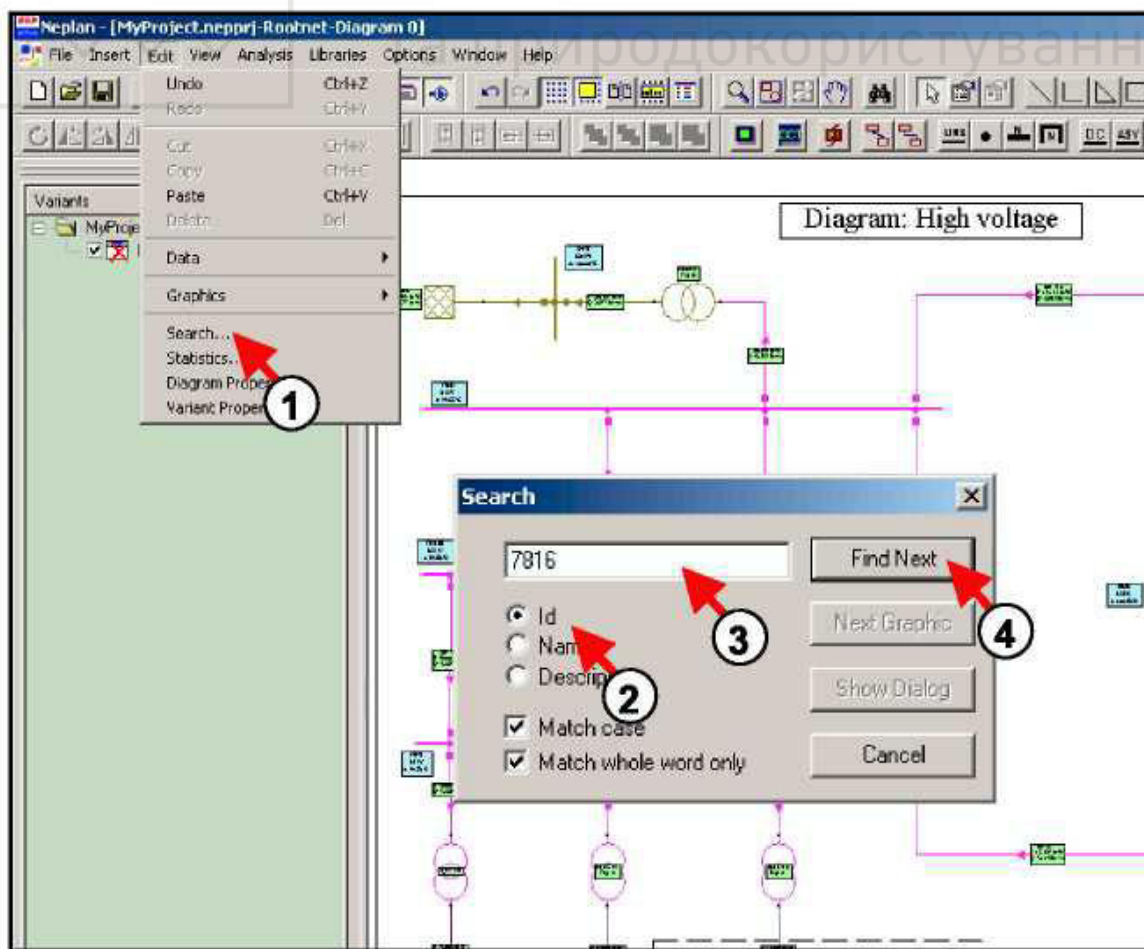 Neplan - [MyProject.nepprj-Rootnet-Diagram 0]
природокористуванн
File Insert Edit View Analysis Libraries Options Window Help
Undo Ctrl+Z
Redo Ctrl+Y
Cut Ctrl+X
Copy Ctrl+C
Paste Ctrl+V
Delete... Del
Data
Graphics
Search...
Statistics..
Diagram Proper
Variant Proper
1
Variants
MyProje
D.C. ASY
Diagram: High voltage
Search
7816
Find Next
Id
Nam
Descrip
Next Graphic
3
4
2
Show Dialog
Match case
Match whole word only
Cancel